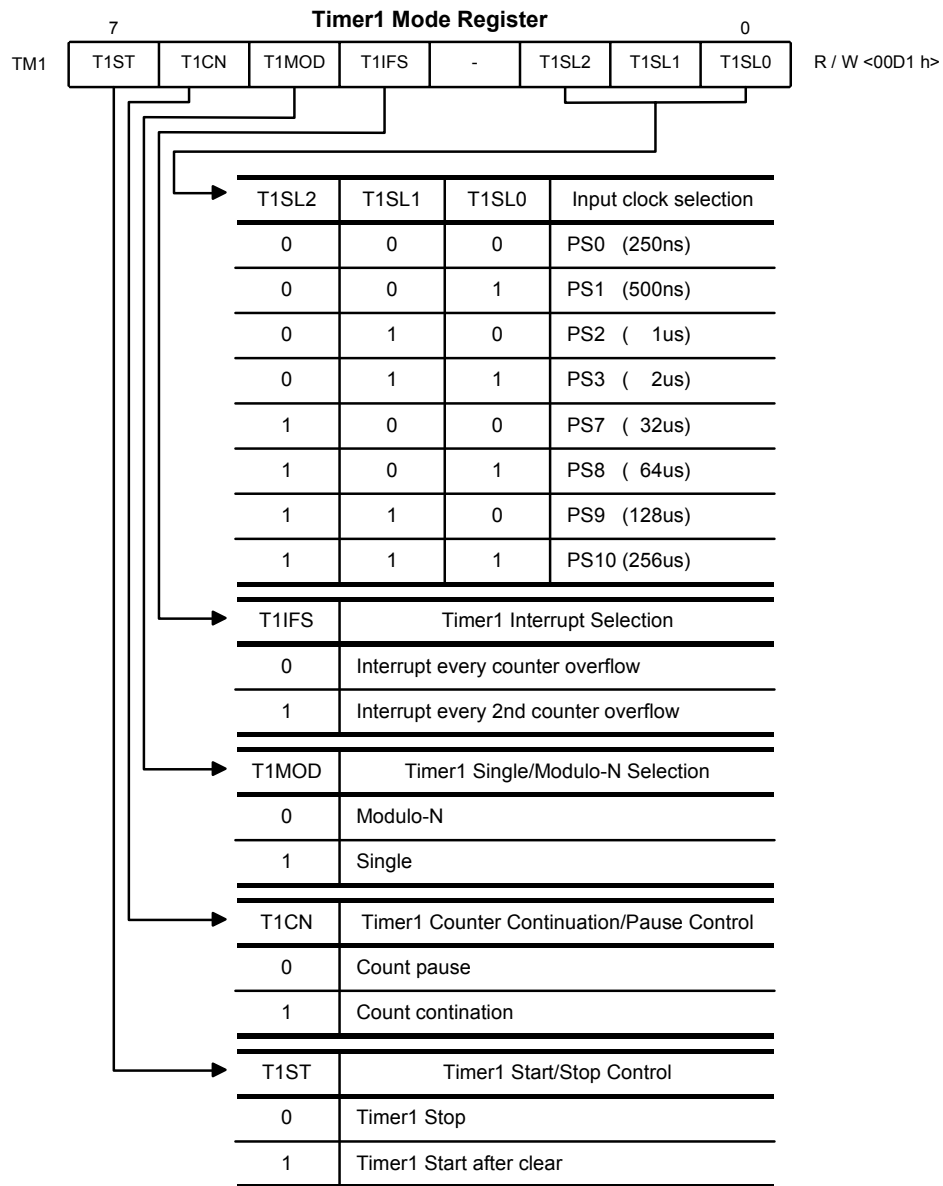 Timer1 Mode Register
7 0
TM1 T1ST T1CN T1MOD T1IFS - T1SL2 T1SL1 T1SL0 R / W <00D1 h>
T1SL2 T1SL1 T1SL0 Input clock selection
0 0 0 PS0 (250ns)
0 0 1 PS1 (500ns)
0 1 0 PS2 ( 1us)
0 1 1 PS3 ( 2us)
1 0 0 PS7 ( 32us)
1 0 1 PS8 ( 64us)
1 1 0 PS9 (128us)
1 1 1 PS10 (256us)
T1IFS Timer1 Interrupt Selection
0 Interrupt every counter overflow
1 Interrupt every 2nd counter overflow
T1MOD Timer1 Single/Modulo-N Selection
0 Modulo-N
1 Single
T1CN Timer1 Counter Continuation/Pause Control
0 Count pause
1 Count contination
T1ST Timer1 Start/Stop Control
0 Timer1 Stop
1 Timer1 Start after clear